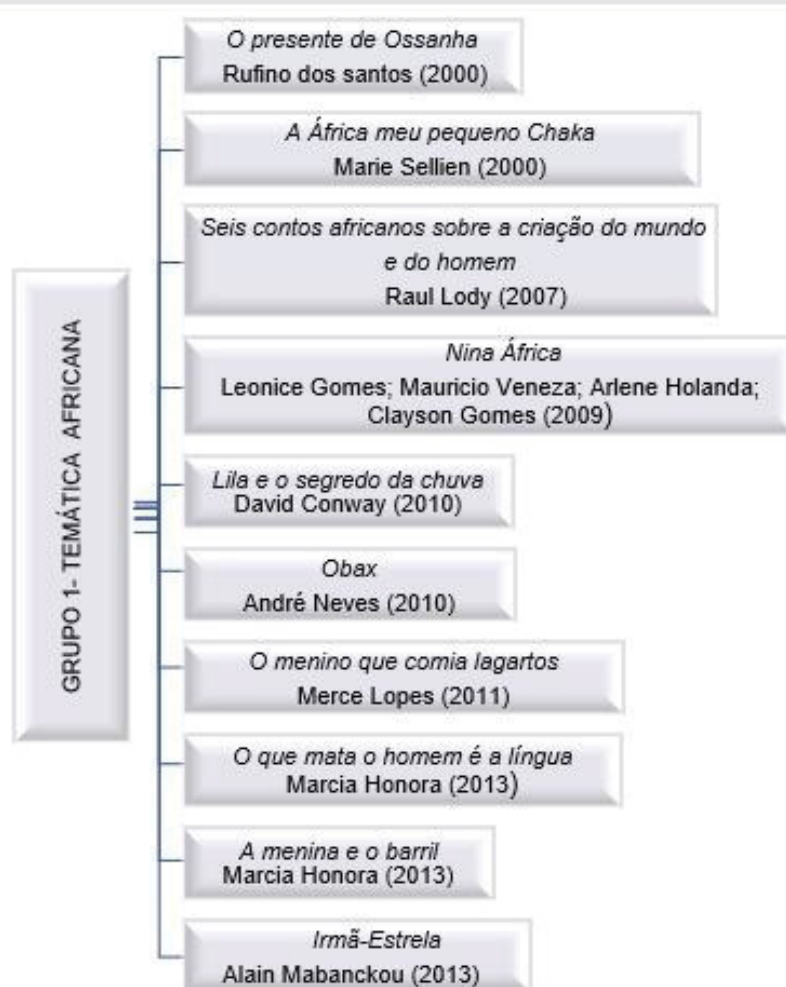 GRUPO 1- TEMÁTICA AFRICANA
O presente de Ossanha
Rufino dos santos (2000)
A África meu pequeno Chaka
Marie Sellien (2000)
Seis contos africanos sobre a criação do mundo
e do homem
Raul Lody (2007)
Nina África
Leonice Gomes; Mauricio Veneza; Arlene Holanda;
Clayson Gomes (2009)
Lila e o segredo da chuva
David Conway (2010)
Obax
André Neves (2010)
O menino que comia lagartos
Merce Lopes (2011)
O que mata o homem é a língua
Marcia Honora (2013)
A menina e o barril
Marcia Honora (2013)
Irmã-Estrela
Alain Mabanckou (2013)